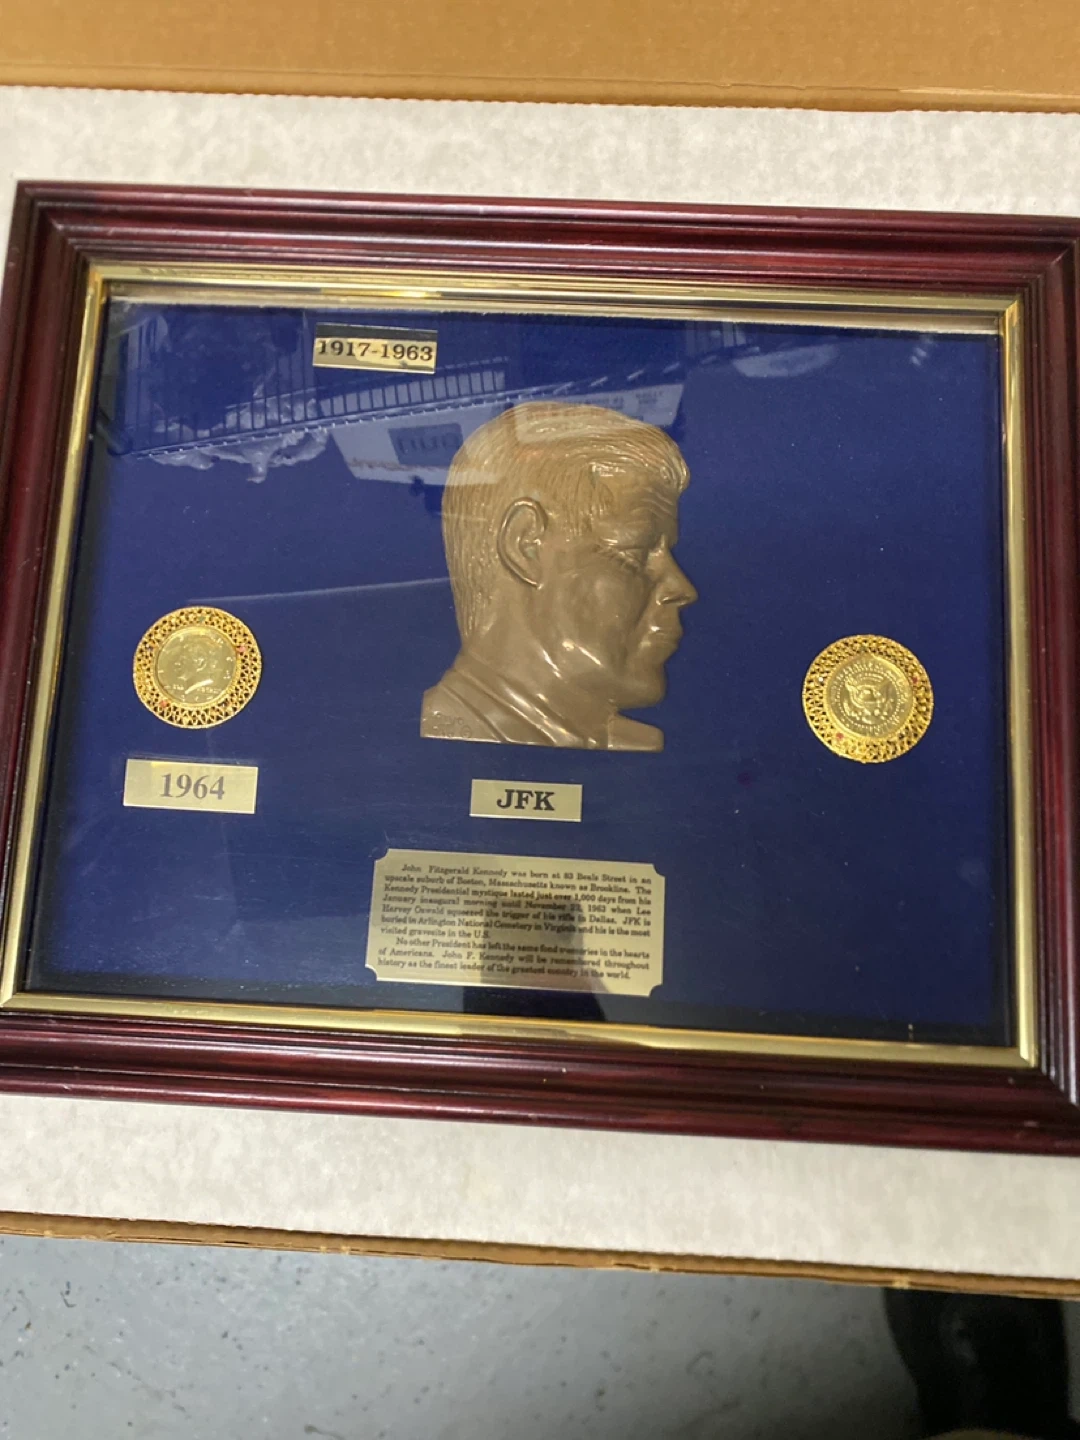 1917-1963
1964
JFK
John Fitzgerald Kennedy was born at 83 Beals Street in an
upscale suburb of Boston, Massachusetts known as Brookline. The
Kennedy Presidential mystique lasted just over 1,000 days from his
January inaugural morning until November 22, 1963 when Lee
Harvey Oswald squeezed the trigger of his rifle in Dallas. JFK is
buried in Arlington National Cemetery in Virginia and his is the most
visited gravesite in the U.S.
No other President has left the same fond memories in the hearts
of Americans. John F. Kennedy will be remembered throughout
history as the finest leader of the greatest country in the world.